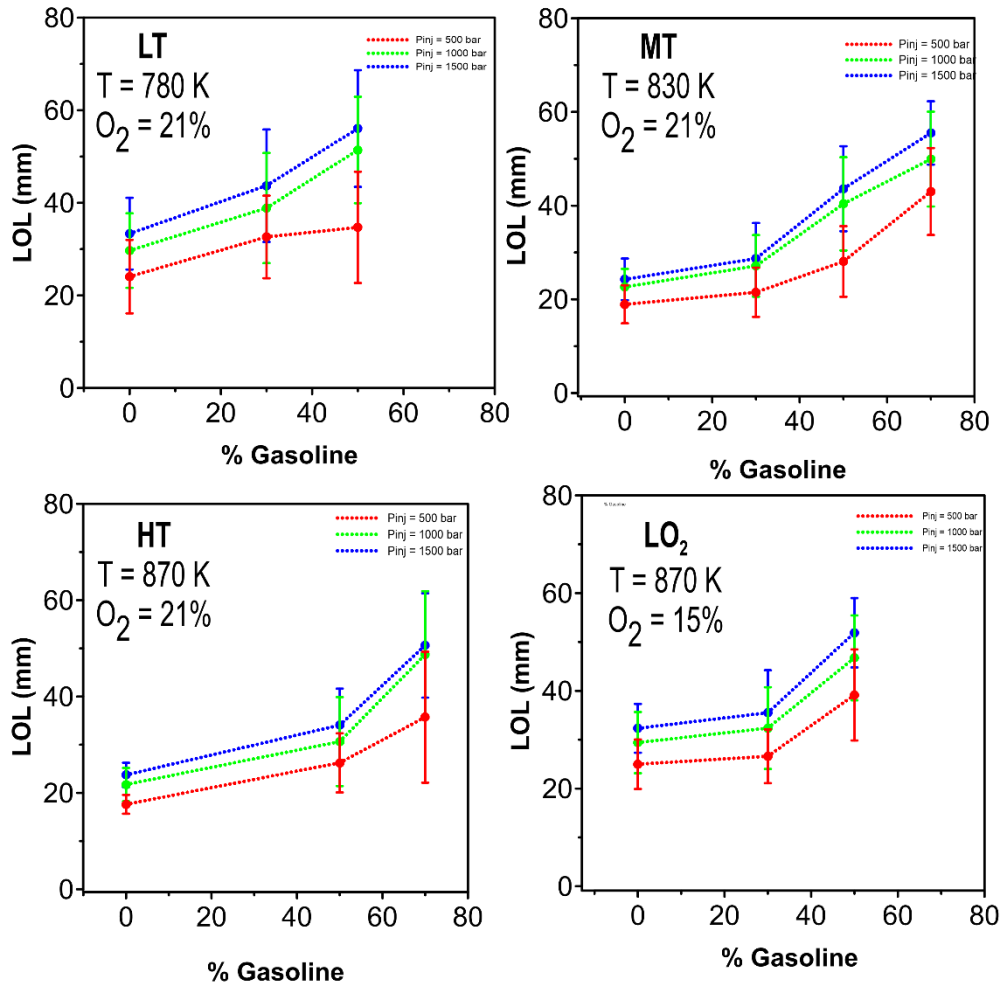 80
60
40
20
0
LOL (mm)
LT
T = 780 K
O2 = 21%
Pinj = 500 bar
Pinj = 1000 bar
Pinj = 1500 bar
0 20 40 60 80
% Gasoline
80
60
40
20
0
LOL (mm)
MT
T = 830 K
O2 = 21%
Pinj = 500 bar
Pinj = 1000 bar
Pinj = 1500 bar
0 20 40 60 80
% Gasoline
80
60
40
20
0
LOL (mm)
HT
T = 870 K
O2 = 21%
Pinj = 500 bar
Pinj = 1000 bar
Pinj = 1500 bar
0 20 40 60 80
% Gasoline
80
60
40
20
0
LOL (mm)
% Gasoline
LO2
T = 870 K
O2 = 15%
Pinj = 500 bar
Pinj = 1000 bar
Pinj = 1500 bar
0 20 40 60 80
% Gasoline